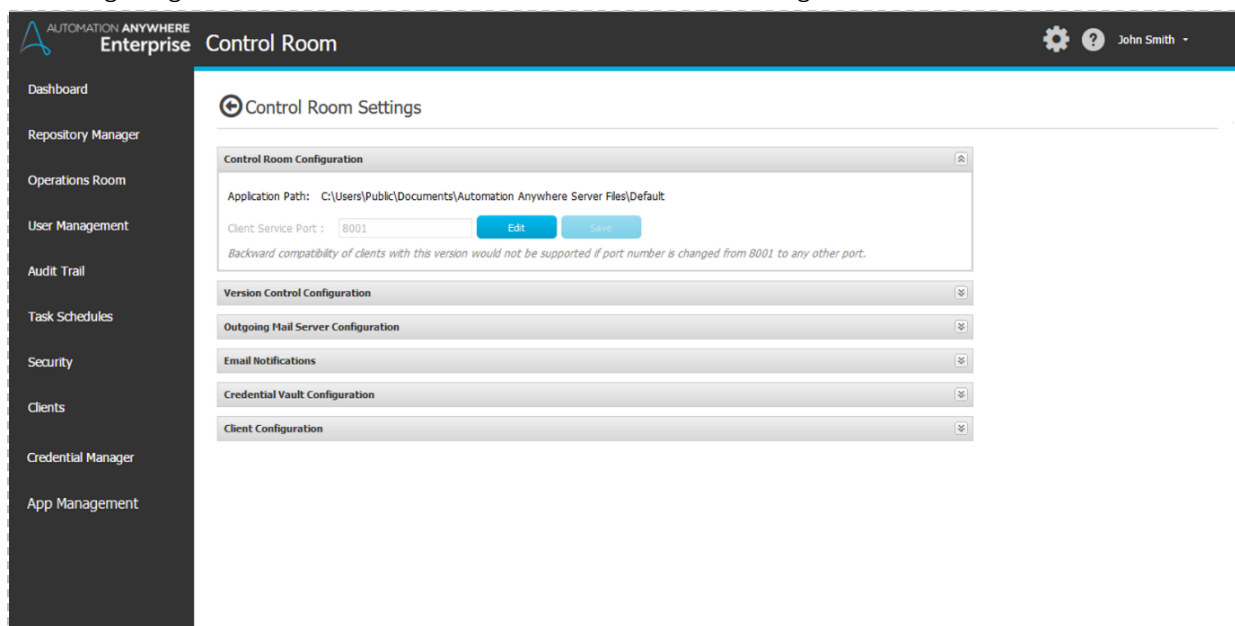 AUTOMATION ANYWHERE
Enterprise
Control Room
?
John Smith
Dashboard
Repository Manager
Operations Room
User Management
Audit Trail
Task Schedules
Security
Clients
Credential Manager
App Management
Control Room Settings
Control Room Configuration
Application Path: C:\Users\Public\Documents\Automation Anywhere Server Files\Default
Client Service Port : 8001 Edit Save
Backward compatibility of clients with this version would not be supported if port number is changed from 8001 to any other port.
Version Control Configuration
Outgoing Mail Server Configuration
Email Notifications
Credential Vault Configuration
Client Configuration